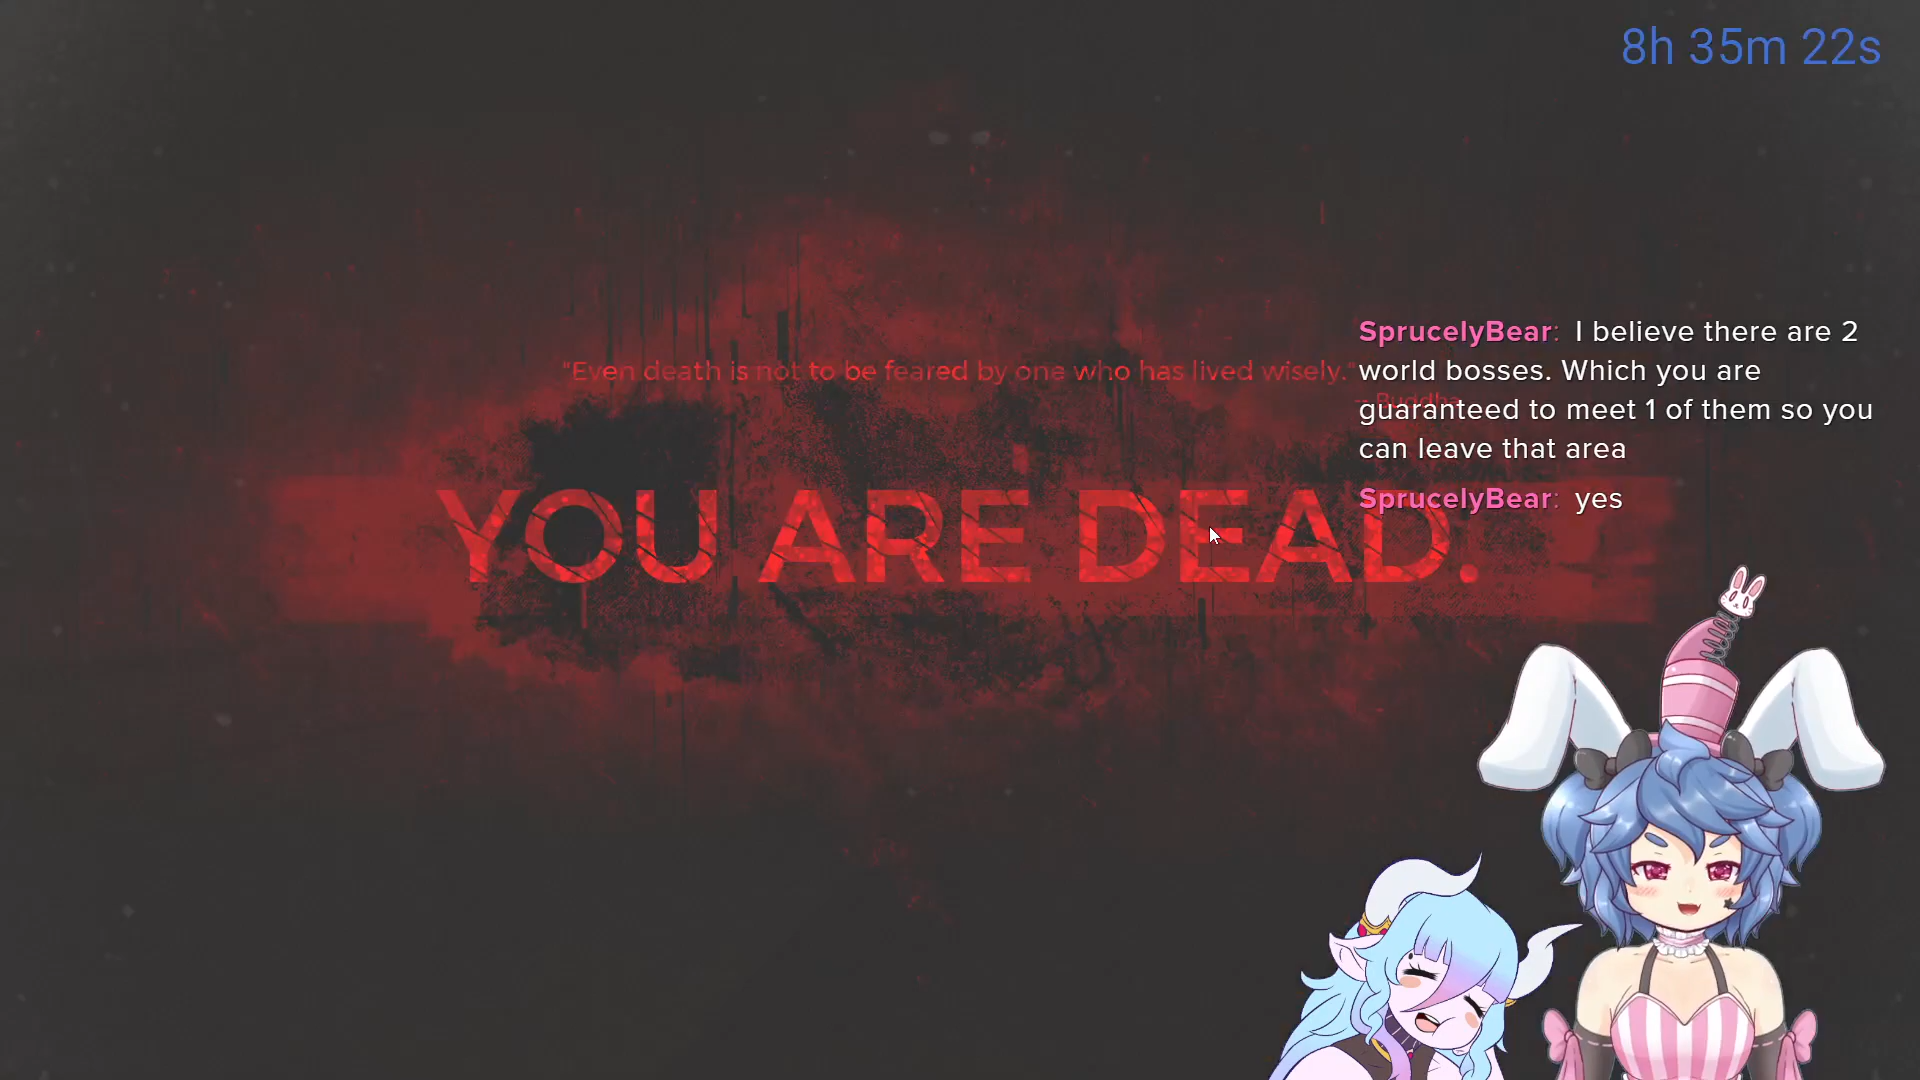 8h 35m 22s
"Even death is not to be feared by one who has lived wisely."
-- Buddha
YOU ARE DEAD.
SprucelyBear: I believe there are 2
world bosses. Which you are
guaranteed to meet 1 of them so you
can leave that area
SprucelyBear: yes